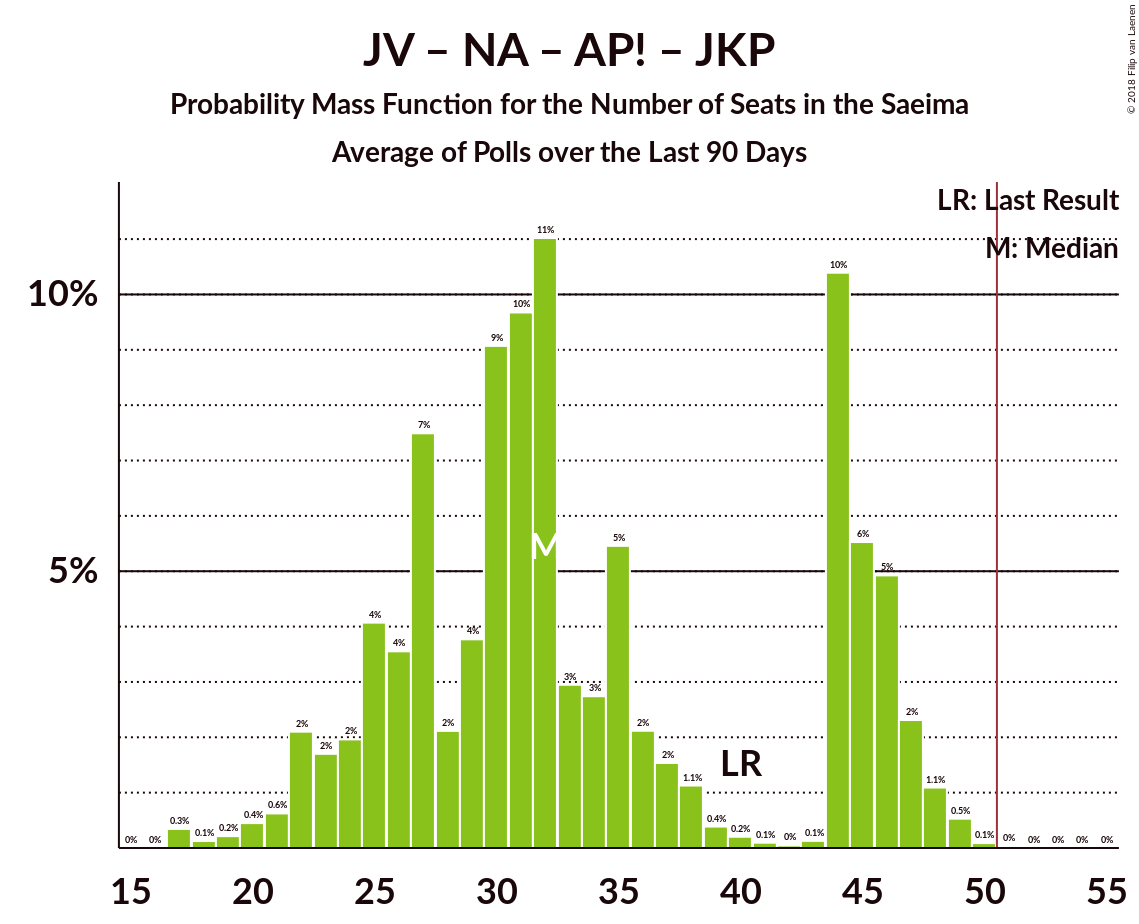 JV – NA – AP! – JKP
Probability Mass Function for the Number of Seats in the Saeima
Average of Polls over the Last 90 Days
© 2018 Filip van Laenen
LR: Last Result
M: Median
10%
5%
0% 0% 0.3% 0.1% 0.2% 0.4% 0.6% 2% 2% 2% 4% 4% 7% 2% 4% 9% 10% 11% 3% 3% 5% 2% 2% 1.1% 0.4% 0.2% 0.1% 0% 0.1% 10% 6% 5% 2% 1.1% 0.5% 0.1% 0% 0% 0% 0% 0%
M
LR
15 20 25 30 35 40 45 50 55